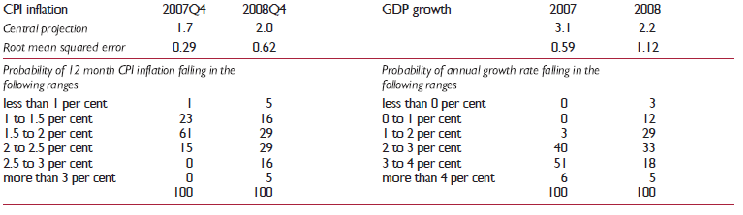 CPI inflation 2007Q4 2008Q4 GDP growth 2007 2008
Central projection 1.7 2.0 3.1 2.2
Root mean squared error 0.29 0.62 0.59 1.12
Probability of 12 month CPI inflation falling in the Probability of annual growth rate falling in the
following ranges following ranges
less than 1 per cent 1 5 less than 0 per cent 0 3
1 to 1.5 per cent 23 16 0 to 1 per cent 0 12
1.5 to 2 per cent 61 29 1 to 2 per cent 3 29
2 to 2.5 per cent 15 29 2 to 3 per cent 40 33
2.5 to 3 per cent 0 16 3 to 4 per cent 51 18
more than 3 per cent 0 5 more than 4 per cent 6 5
100 100 100 100